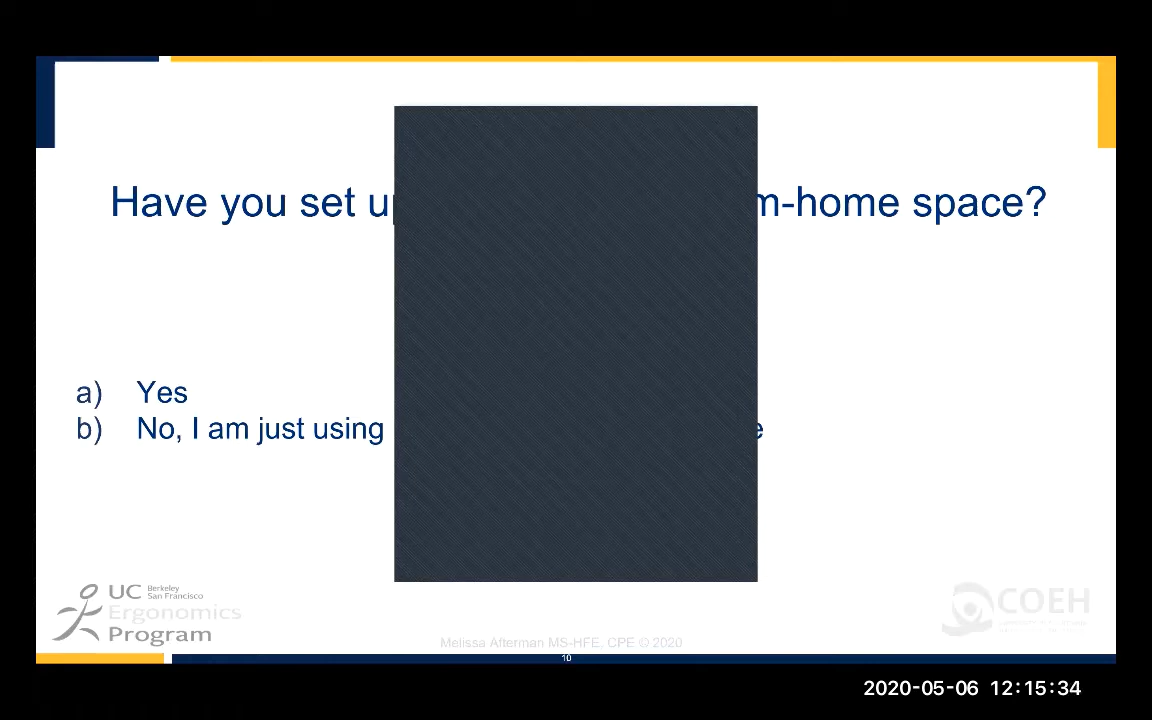 Have you set up m-home space?
a) Yes
b) No, I am just using e
UC Berkeley
San Francisco
Ergonomics
Program
COEH
Melissa Afterman MS-HFE, CPE © 2020
10
2020-05-06 12:15:34